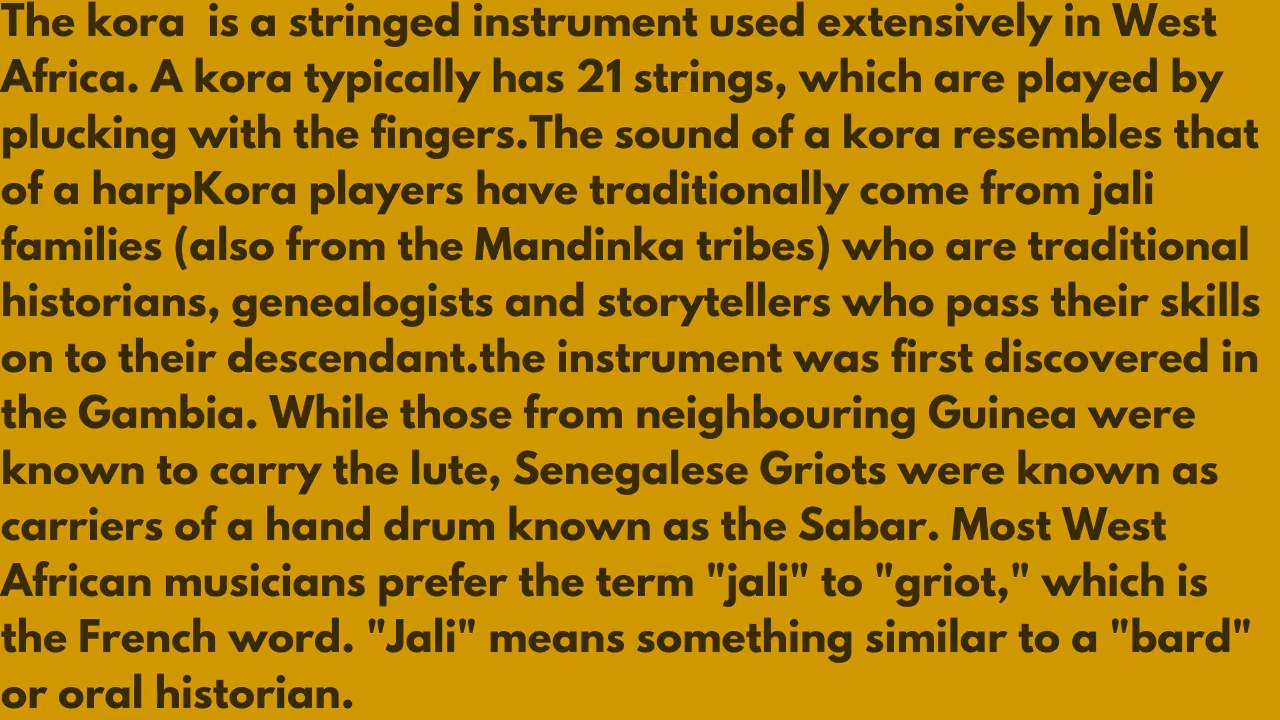 The kora  is a stringed instrument used extensively in West
Africa. A kora typically has 21 strings, which are played by
plucking with the fingers.The sound of a kora resembles that
of a harpKora players have traditionally come from jali
families (also from the Mandinka tribes) who are traditional
historians, genealogists and storytellers who pass their skills
on to their descendant.the instrument was first discovered in
the Gambia. While those from neighbouring Guinea were
known to carry the lute, Senegalese Griots were known as
carriers of a hand drum known as the Sabar. Most West
African musicians prefer the term "jali" to "griot," which is
the French word. "Jali" means something similar to a "bard"
or oral historian.